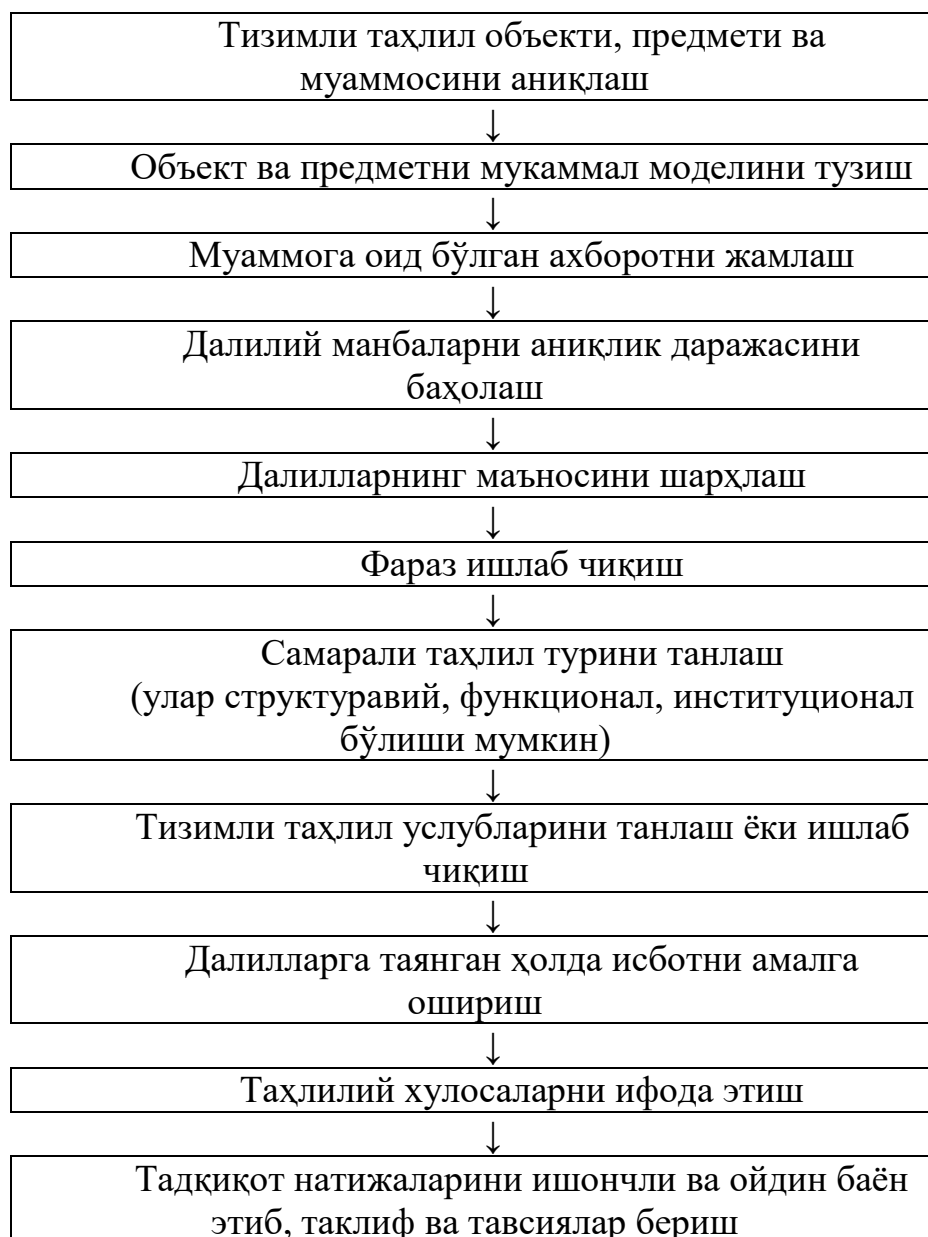 Тизимли таҳлил объекти, предмети ва
муаммосини аниқлаш
↓
Объект ва предметни мукаммал моделини тузиш
↓
Муаммога оид бўлган ахборотни жамлаш
↓
Далилий манбаларни аниқлик даражасини
баҳолаш
↓
Далилларнинг маъносини шарҳлаш
↓
Фараз ишлаб чиқиш
↓
Самарали таҳлил турини танлаш
(улар структуравий, функционал, институционал
бўлиши мумкин)
↓
Тизимли таҳлил услубларини танлаш ёки ишлаб
чиқиш
↓
Далилларга таянган ҳолда исботни амалга
ошириш
↓
Таҳлилий хулосаларни ифода этиш
↓
Тадқиқот натижаларини ишончли ва ойдин баён
этиб, таклиф ва тавсиялар бериш